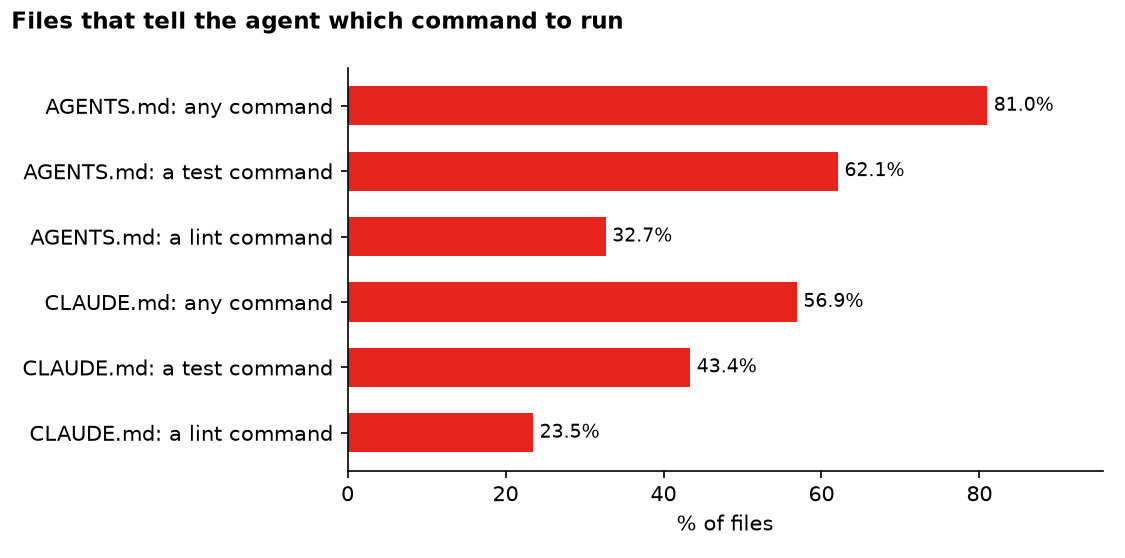 Files that tell the agent which command to run
AGENTS.md: any command 81.0%
AGENTS.md: a test command 62.1%
AGENTS.md: a lint command 32.7%
CLAUDE.md: any command 56.9%
CLAUDE.md: a test command 43.4%
CLAUDE.md: a lint command 23.5%
0 20 40 60 80
% of files